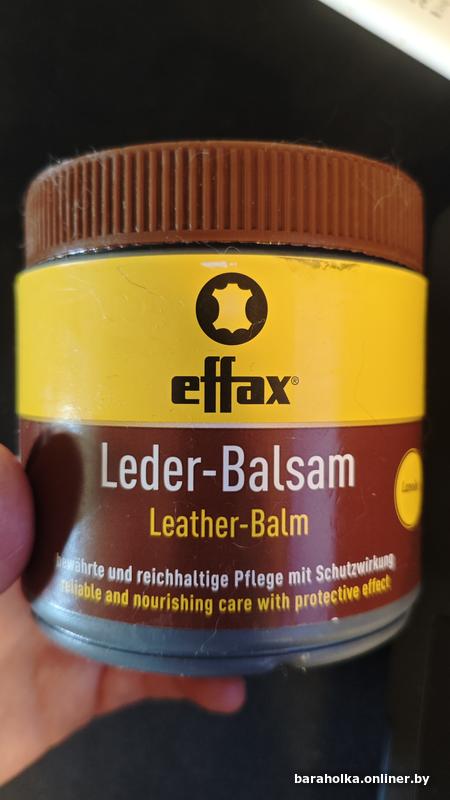 effax®
Leder-Balsam
Leather-Balm
bewährte und reichhaltige Pflege mit Schutzwirkung
reliable and nourishing care with protective effect
baraholka.onliner.by